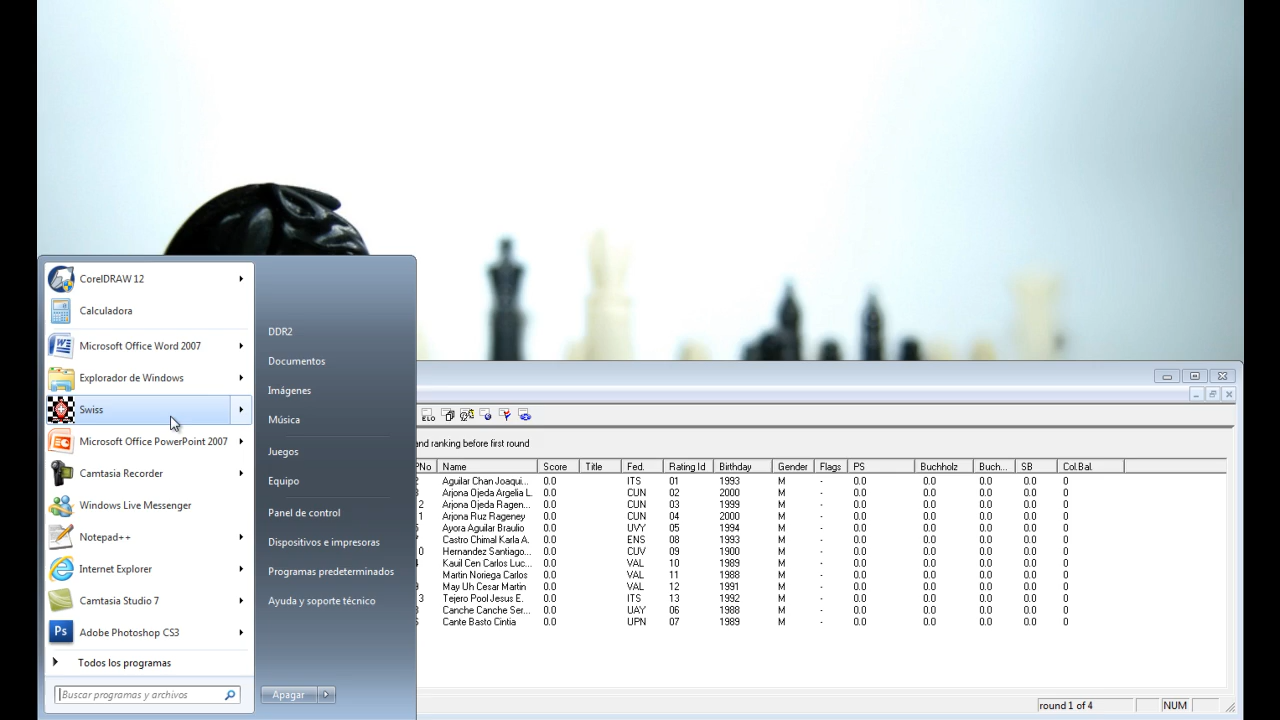 CorelDRAW 12
Calculadora
Microsoft Office Word 2007
Explorador de Windows
Swiss
Microsoft Office PowerPoint 2007
Camtasia Recorder
Windows Live Messenger
Notepad++
Internet Explorer
Camtasia Studio 7
Adobe Photoshop CS3
Todos los programas
Buscar programas y archivos
DDR2
Documentos
Imágenes
Música
Juegos
Equipo
Panel de control
Dispositivos e impresoras
Programas predeterminados
Ayuda y soporte técnico
Apagar
ELO
and ranking before first round
No Name Score Title Fed. Rating Id Birthday Gender Flags PS Buchholz Buch... SB Col.Bal.
Aguilar Chan Joaqui... 0.0 ITS 01 1993 M - 0.0 0.0 0.0 0.0 0
Arjona Ojeda Argelia L. 0.0 CUN 02 2000 M - 0.0 0.0 0.0 0.0 0
2 Arjona Ojeda Ragen... 0.0 CUN 03 1999 M - 0.0 0.0 0.0 0.0 0
1 Arjona Ruz Rageney 0.0 CUN 04 2000 M - 0.0 0.0 0.0 0.0 0
Ayora Aguilar Braulio 0.0 UVY 05 1994 M - 0.0 0.0 0.0 0.0 0
Castro Chimal Karla A. 0.0 ENS 08 1993 M - 0.0 0.0 0.0 0.0 0
0 Hernandez Santiago... 0.0 CUV 09 1900 M - 0.0 0.0 0.0 0.0 0
Kauil Cen Carlos Luc... 0.0 VAL 10 1989 M - 0.0 0.0 0.0 0.0 0
Martin Noriega Carlos 0.0 VAL 11 1988 M - 0.0 0.0 0.0 0.0 0
May Uh Cesar Martin 0.0 VAL 12 1991 M - 0.0 0.0 0.0 0.0 0
3 Tejero Pool Jesus E. 0.0 ITS 13 1992 M - 0.0 0.0 0.0 0.0 0
Canche Canche Ser... 0.0 UAY 06 1988 M - 0.0 0.0 0.0 0.0 0
Cante Basto Cintia 0.0 UPN 07 1989 M - 0.0 0.0 0.0 0.0 0
round 1 of 4 NUM